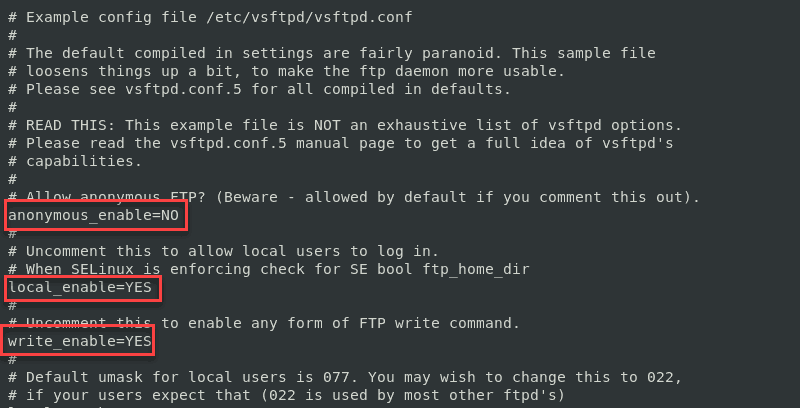 # Example config file /etc/vsftpd/vsftpd.conf
#
# The default compiled in settings are fairly paranoid. This sample file
# loosens things up a bit, to make the ftp daemon more usable.
# Please see vsftpd.conf.5 for all compiled in defaults.
#
# READ THIS: This example file is NOT an exhaustive list of vsftpd options.
# Please read the vsftpd.conf.5 manual page to get a full idea of vsftpd's
# capabilities.
#
# Allow anonymous FTP? (Beware - allowed by default if you comment this out).
anonymous_enable=NO
#
# Uncomment this to allow local users to log in.
# When SELinux is enforcing check for SE bool ftp_home_dir
local_enable=YES
#
# Uncomment this to enable any form of FTP write command.
write_enable=YES
#
# Default umask for local users is 077. You may wish to change this to 022,
# if your users expect that (022 is used by most other ftpd's)